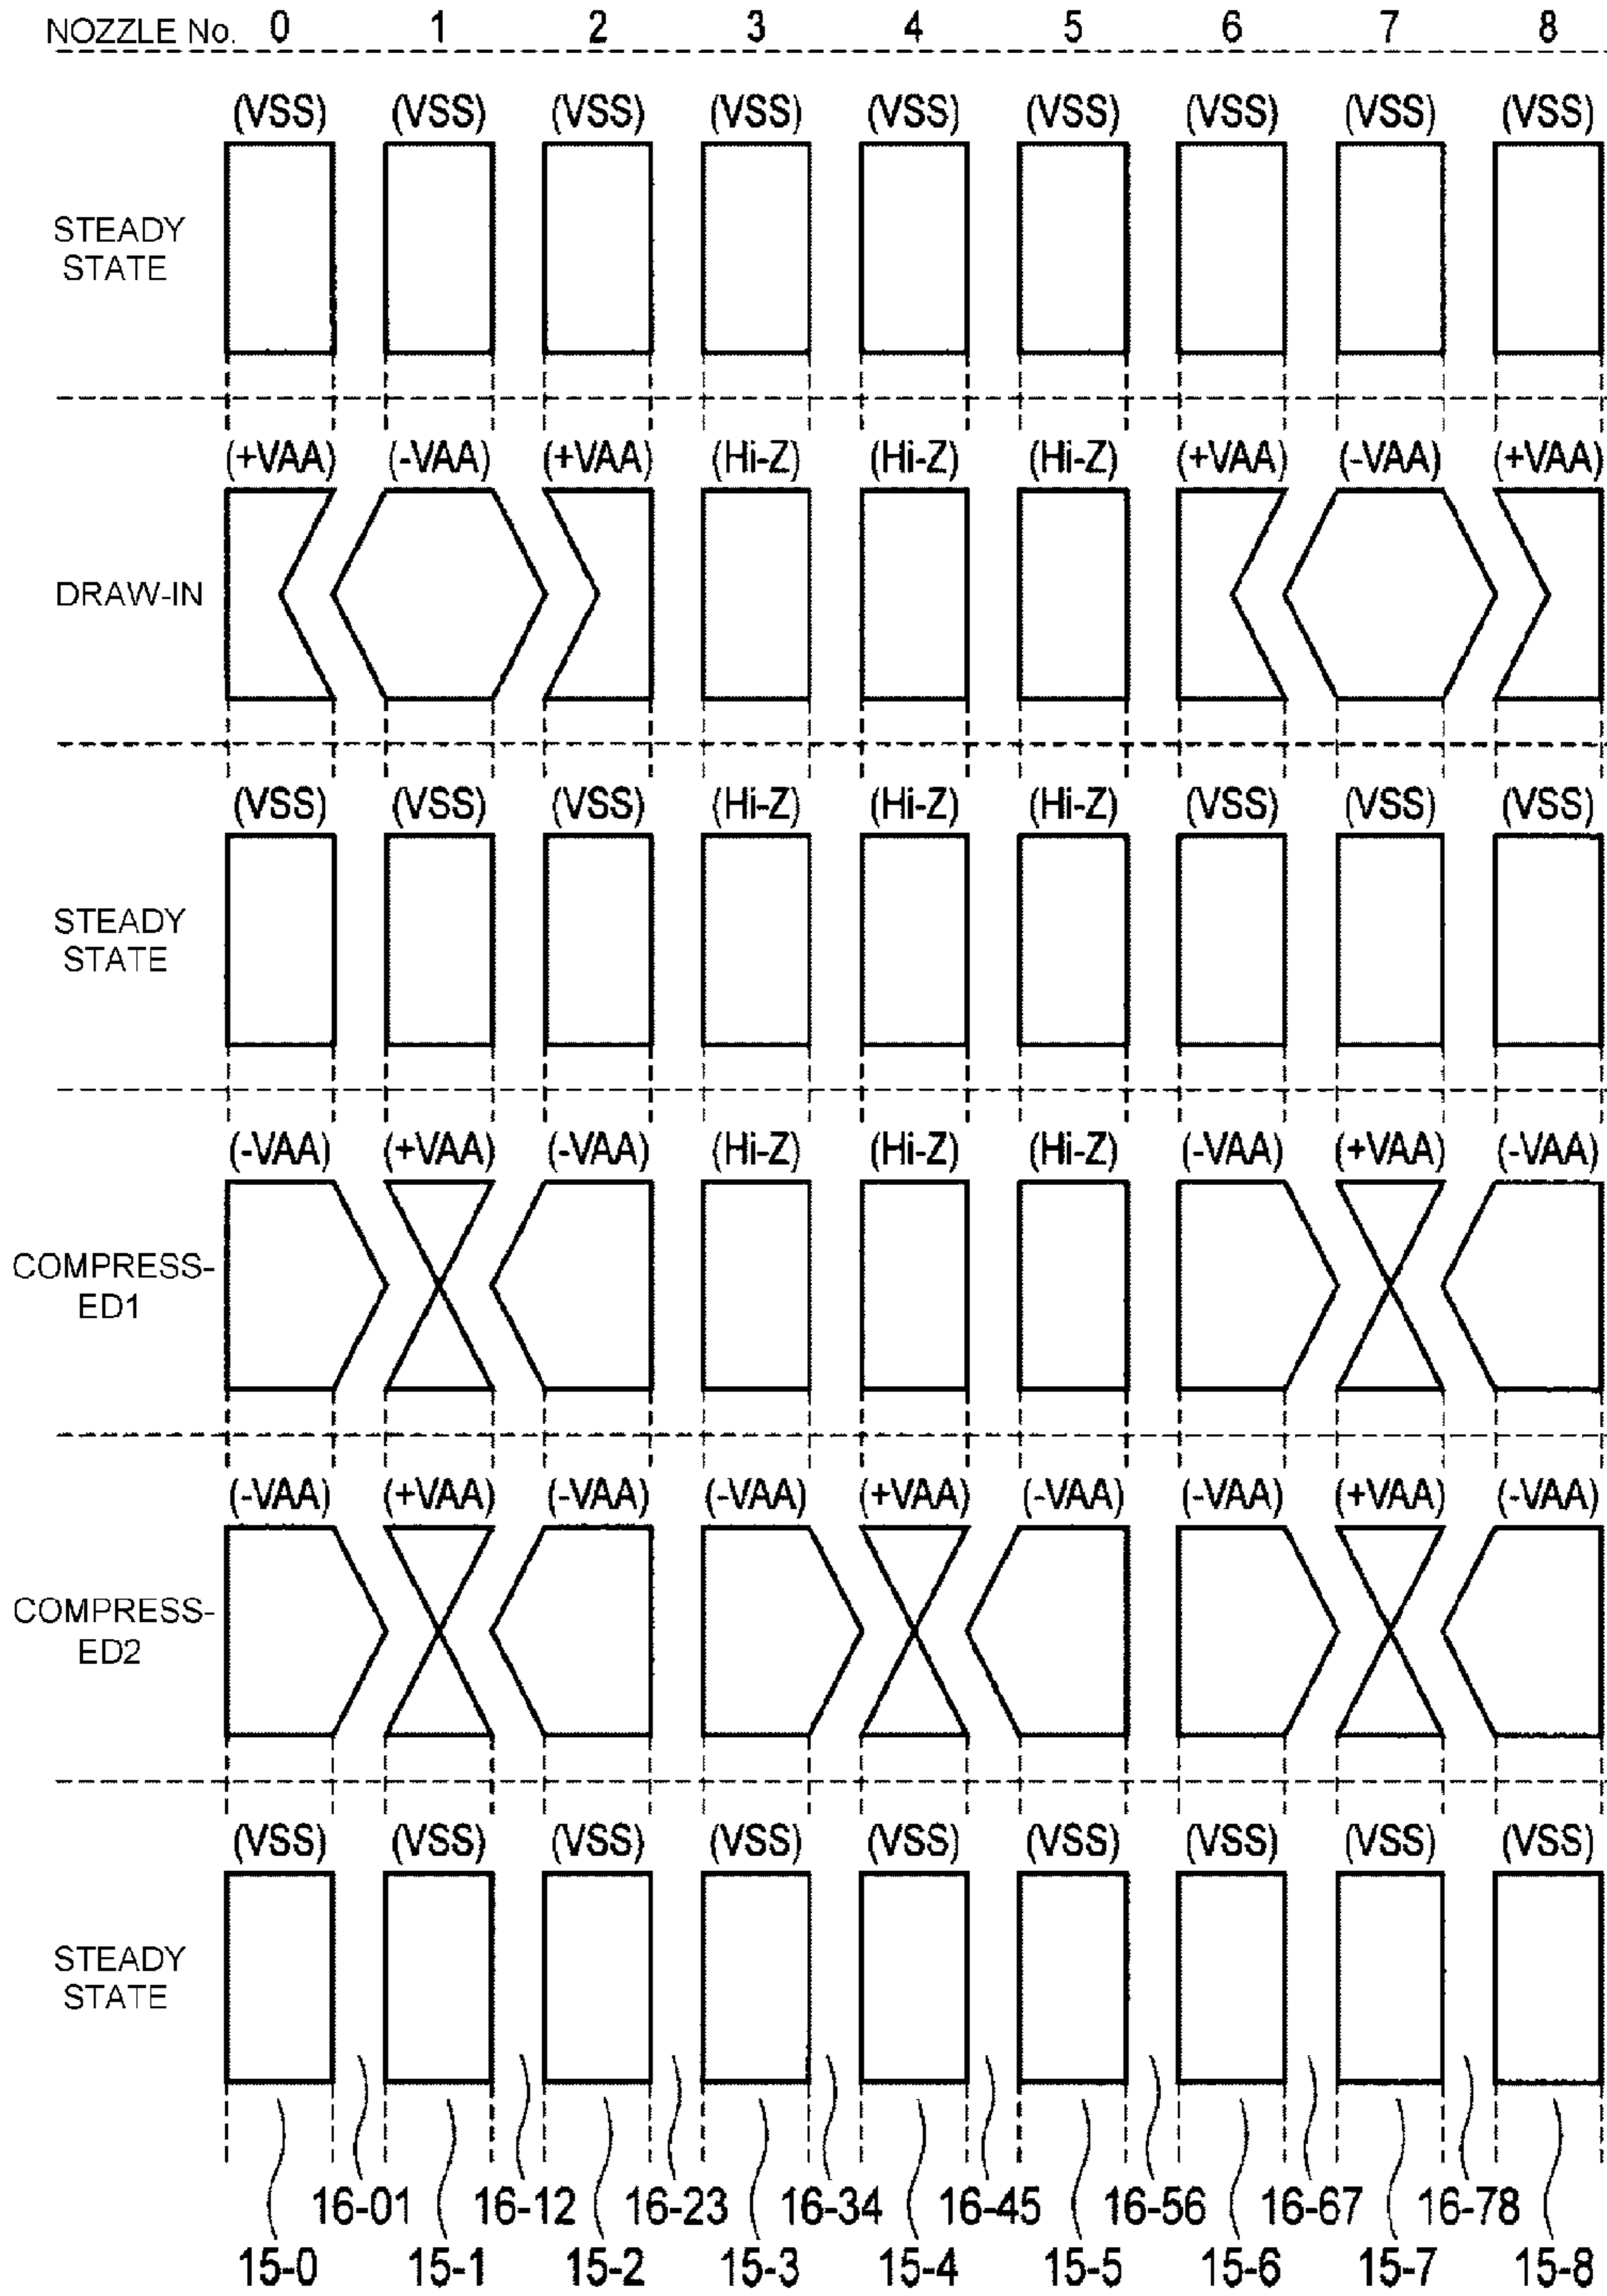 NOZZLE No. 0 1 2 3 4 5 6 7 8
(VSS) (VSS) (VSS) (VSS) (VSS) (VSS) (VSS) (VSS) (VSS)
STEADY
STATE
(+VAA) (-VAA) (+VAA) (Hi-Z) (Hi-Z) (Hi-Z) (+VAA) (-VAA) (+VAA)
DRAW-IN
(VSS) (VSS) (VSS) (Hi-Z) (Hi-Z) (Hi-Z) (VSS) (VSS) (VSS)
STEADY
STATE
(-VAA) (+VAA) (-VAA) (Hi-Z) (Hi-Z) (Hi-Z) (-VAA) (+VAA) (-VAA)
COMPRESS-
ED1
(-VAA) (+VAA) (-VAA) (-VAA) (+VAA) (-VAA) (-VAA) (+VAA) (-VAA)
COMPRESS-
ED2
(VSS) (VSS) (VSS) (VSS) (VSS) (VSS) (VSS) (VSS) (VSS)
STEADY
STATE
16-01 16-12 16-23 16-34 16-45 16-56 16-67 16-78
15-0 15-1 15-2 15-3 15-4 15-5 15-6 15-7 15-8